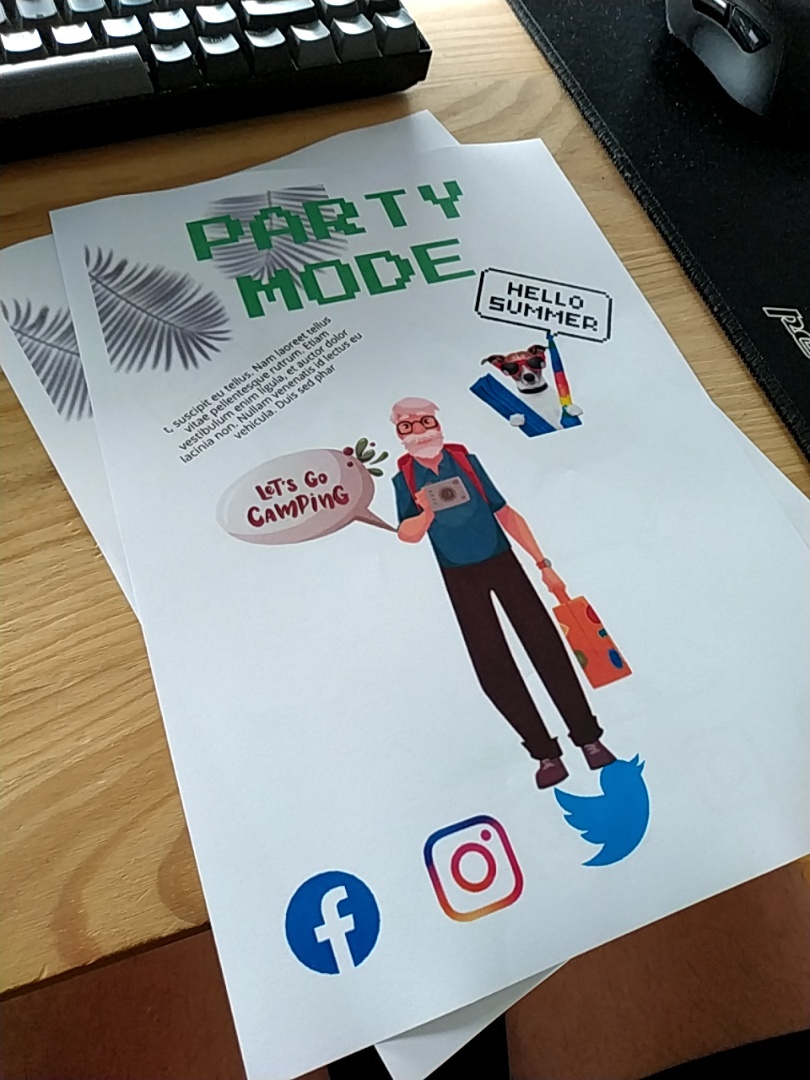 PARTY
MODE
HELLO
SUMMER
t, suscipit eu tellus. Nam laoreet tellus
vitae pellentesque rutrum. Etiam
vestibulum enim ligula, et auctor dolor
lacinia non. Nullam venenatis id lectus eu
vehicula. Duis sed phar
LET'S GO
CAMPING